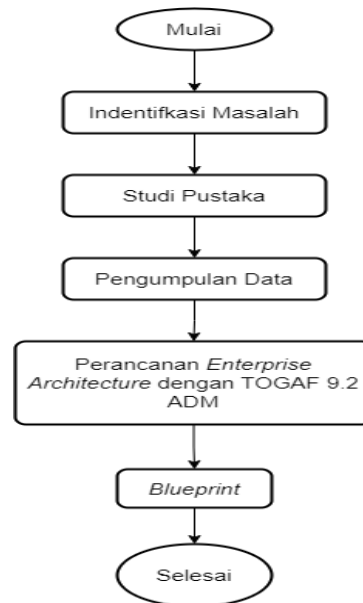 Mulai
Indentifkasi Masalah
Studi Pustaka
Pengumpulan Data
Perancanan Enterprise
Architecture dengan TOGAF 9.2
ADM
Blueprint
Selesai